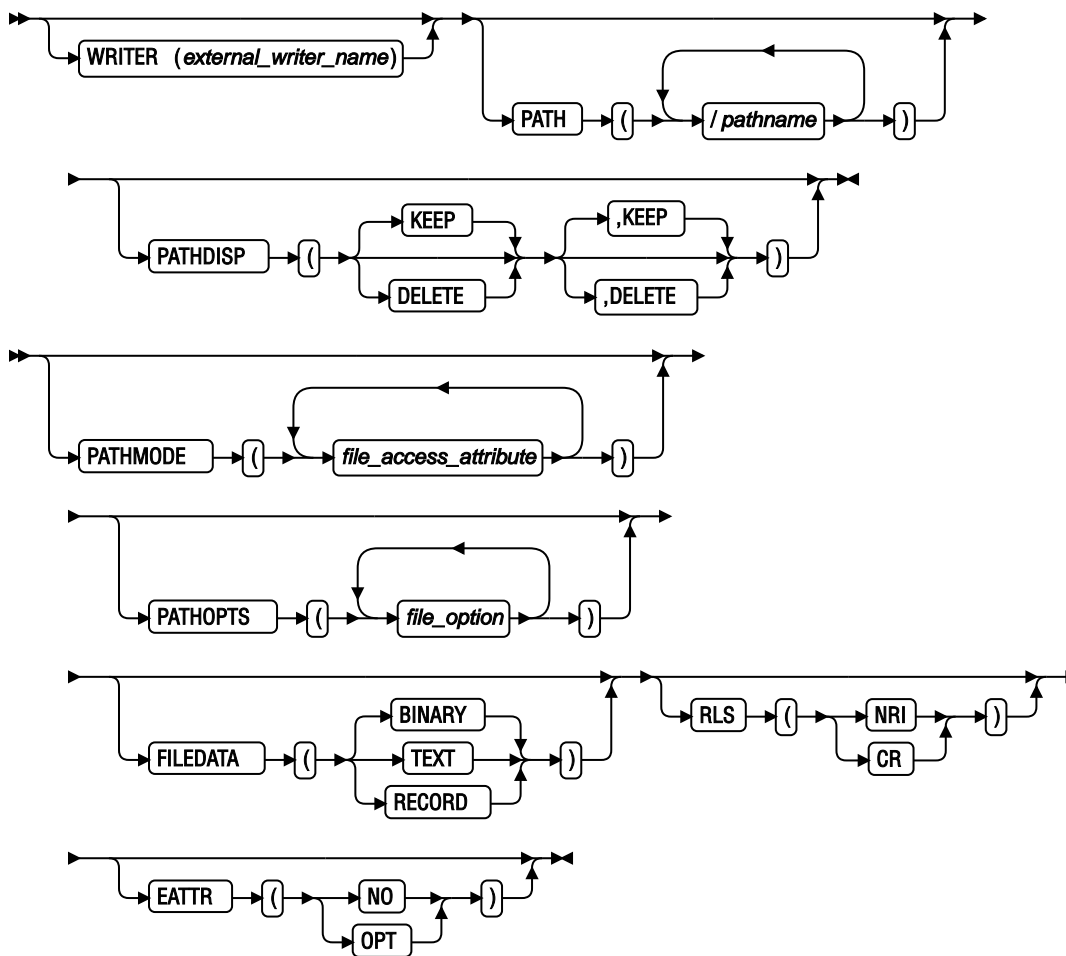 WRITER (external_writer_name)
PATH ( /pathname )
KEEP ,KEEP
PATHDISP ( )
DELETE ,DELETE
PATHMODE ( file_access_attribute )
PATHOPTS ( file_option )
BINARY RLS ( NRI )
FILEDATA ( TEXT ) CR
RECORD
EATTR ( NO )
OPT